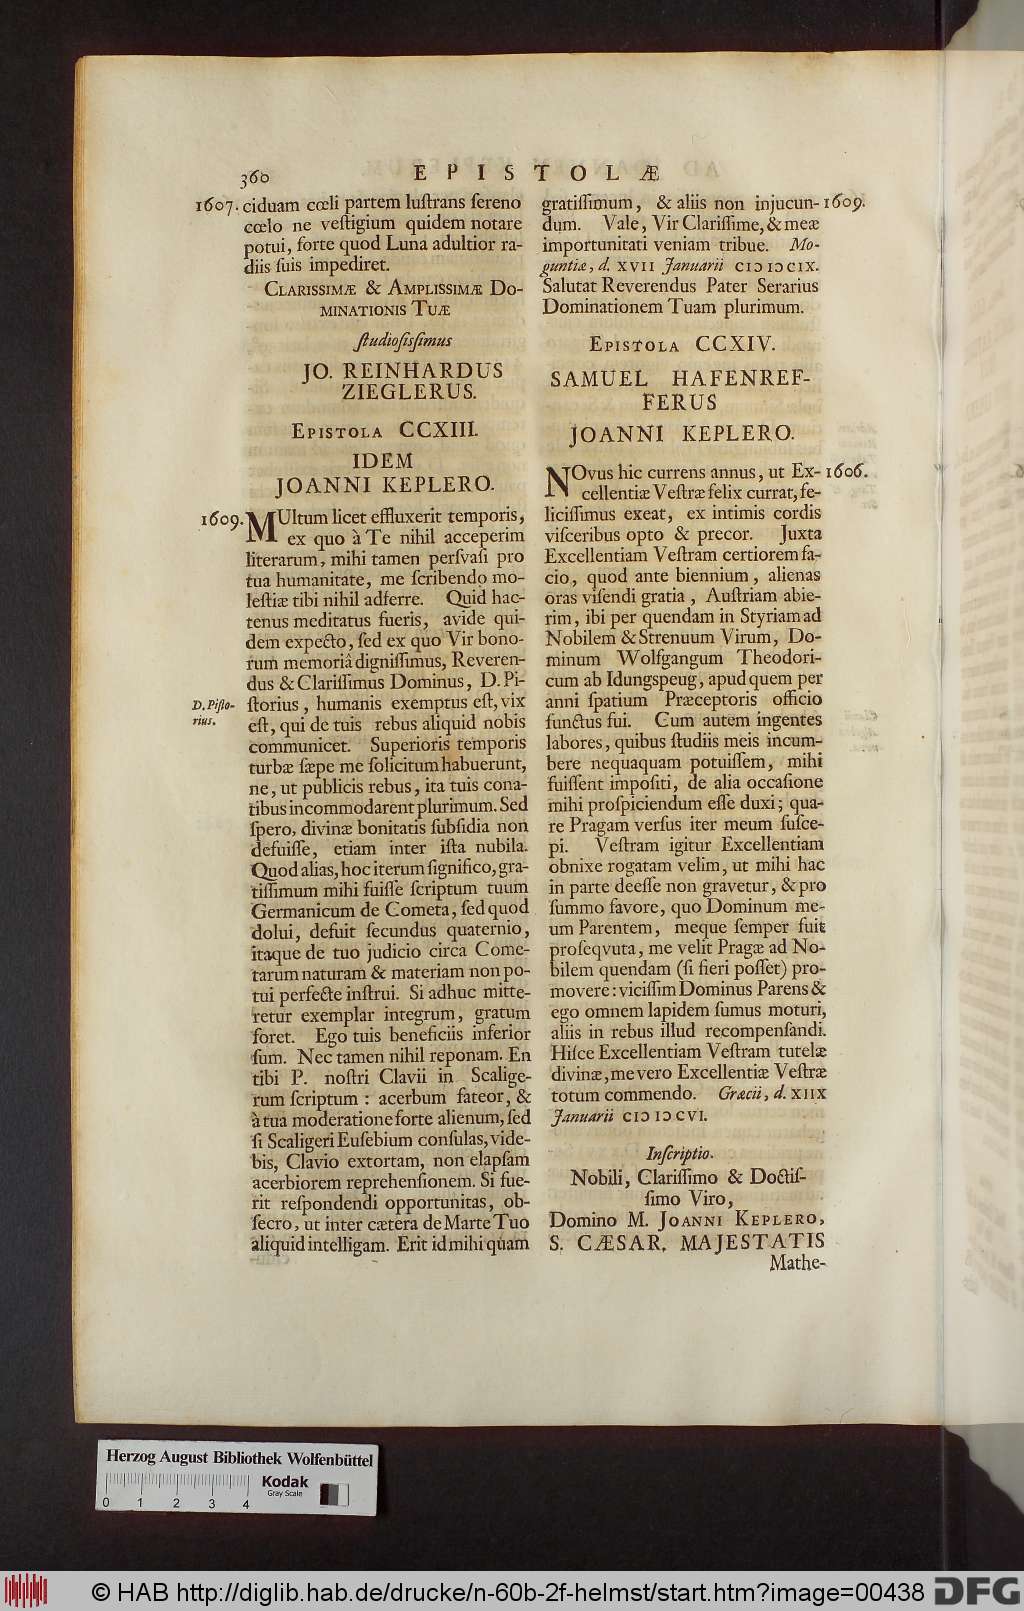 360
EPISTOLÆ
1607. ciduam cœli partem luſtrans ſereno
cœlo ne veſtigium quidem notare
potui, forte quod Luna adultior ra-
diis ſuis impediret.
CLARISSIMÆ & AMPLISSIMÆ DO-
MINATIONIS TUÆ
ſtudioſiſſimus
JO. REINHARDUS
ZIEGLERUS.
EPISTOLA CCXIII.
IDEM
JOANNI KEPLERO.
1609. MUltum licet effluxerit temporis,
ex quo à Te nihil acceperim
literarum, mihi tamen perſvaſi pro
tua humanitate, me ſcribendo mo-
leſtiæ tibi nihil adferre. Quid hac-
tenus meditatus fueris, avide qui-
dem expecto, ſed ex quo Vir bono-
rum memoriâ digniſſimus, Reveren-
dus & Clariſſimus Dominus, D. Pi-
D. Piſto-
rius.
ſtorius, humanis exemptus eſt, vix
eſt, qui de tuis rebus aliquid nobis
communicet. Superioris temporis
turbæ ſæpe me ſolicitum habuerunt,
ne, ut publicis rebus, ita tuis cona-
tibus incommodarent plurimum. Sed
ſpero, divinæ bonitatis ſubſidia non
defuiſſe, etiam inter iſta nubila.
Quod alias, hoc iterum ſignifico, gra-
tiſſimum mihi fuiſſe ſcriptum tuum
Germanicum de Cometa, ſed quod
dolui, defuit ſecundus quaternio,
itaque de tuo judicio circa Come-
tarum naturam & materiam non po-
tui perfecte inſtrui. Si adhuc mitte-
retur exemplar integrum, gratum
foret. Ego tuis beneficiis inferior
ſum. Nec tamen nihil reponam. En
tibi P. noſtri Clavii in Scalige-
rum ſcriptum : acerbum fateor, &
à tua moderatione forte alienum, ſed
ſi Scaligeri Euſebium conſulas, vide-
bis, Clavio extortam, non elapſam
acerbiorem reprehenſionem. Si fue-
rit reſpondendi opportunitas, ob-
ſecro, ut inter cætera de Marte Tuo
aliquid intelligam. Erit id mihi quam
gratiſſimum, & aliis non injucun- 1609.
dum. Vale, Vir Clariſſime, & meæ
importunitati veniam tribue. Mo-
guntiæ, d. XVII Januarii CIↃ IↃ CIX.
Salutat Reverendus Pater Serarius
Dominationem Tuam plurimum.
EPISTOLA CCXIV.
SAMUEL HAFENREF-
FERUS
JOANNI KEPLERO.
NOvus hic currens annus, ut Ex- 1606.
cellentiæ Veſtræ felix currat, fe-
liciſſimus exeat, ex intimis cordis
viſceribus opto & precor. Juxta
Excellentiam Veſtram certiorem fa-
cio, quod ante biennium, alienas
oras viſendi gratia, Auſtriam abie-
rim, ibi per quendam in Styriam ad
Nobilem & Strenuum Virum, Do-
minum Wolfgangum Theodori-
cum ab Idungspeug, apud quem per
anni ſpatium Præceptoris officio
functus fui. Cum autem ingentes
labores, quibus ſtudiis meis incum-
bere nequaquam potuiſſem, mihi
fuiſſent impoſiti, de alia occaſione
mihi proſpiciendum eſſe duxi; qua-
re Pragam verſus iter meum ſuſce-
pi. Veſtram igitur Excellentiam
obnixe rogatam velim, ut mihi hac
in parte deeſſe non gravetur, & pro
ſummo favore, quo Dominum me-
um Parentem, meque ſemper fuit
proſeqvuta, me velit Pragæ ad No-
bilem quendam (ſi fieri poſſet) pro-
movere : viciſſim Dominus Parens &
ego omnem lapidem ſumus moturi,
aliis in rebus illud recompenſandi.
Hiſce Excellentiam Veſtram tutelæ
divinæ, me vero Excellentiæ Veſtræ
totum commendo. Græcii, d. XIIX
Januarii CIↃ IↃ CVI.
Inſcriptio.
Nobili, Clariſſimo & Doctiſ-
ſimo Viro,
Domino M. JOANNI KEPLERO,
S. CÆSAR. MAJESTATIS
Mathe-
Herzog August Bibliothek Wolfenbüttel
Kodak
Gray Scale
0 1 2 3 4
© HAB http://diglib.hab.de/drucke/n-60b-2f-helmst/start.htm?image=00438
DFG